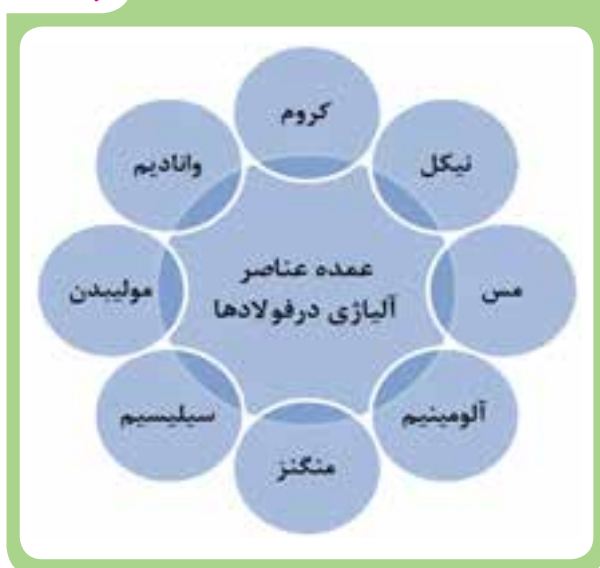 کروم
نیکل
مس
آلومینیم
منگنز
سیلیسیم
مولیبدن
وانادیم
عمده عناصر
آلیاژی درفولادها